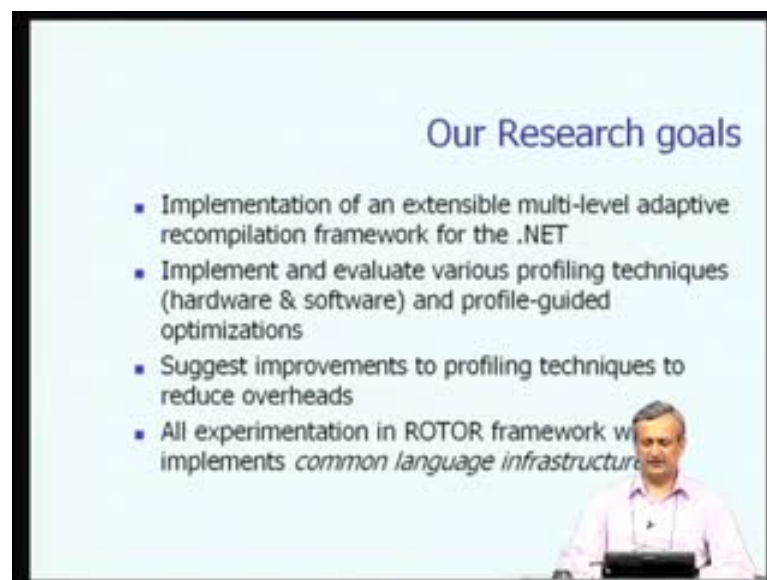 Our Research goals
Implementation of an extensible multi-level adaptive
recompilation framework for the .NET
Implement and evaluate various profiling techniques
(hardware & software) and profile-guided
optimizations
Suggest improvements to profiling techniques to
reduce overheads
All experimentation in ROTOR framework
implements common language infrastructure